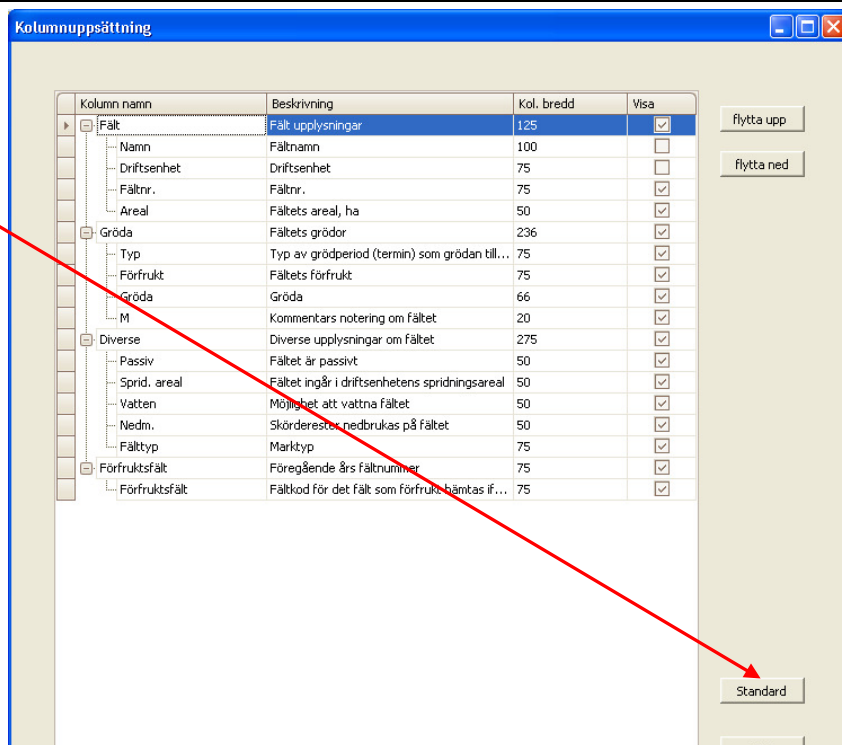 Kolumnuppsättning
Kolumn namn Beskrivning Kol. bredd Visa
Fält Fält upplysningar 125
Namn Fältnamn 100
Driftsenhet Driftsenhet 75
Fältnr. Fältnr. 75
Areal Fältets areal, ha 50
Gröda Fältets grödor 236
Typ Typ av grödperiod (termin) som grödan till... 75
Förfrukt Fältets förfrukt 75
Gröda Gröda 66
M Kommentars notering om fältet 20
Diverse Diverse upplysningar om fältet 275
Passiv Fältet är passivt 50
Sprid. areal Fältet ingår i driftsenhetens spridningsareal 50
Vatten Möjlighet att vattna fältet 50
Nedm. Skörderester nedbrukas på fältet 50
Fälttyp Marktyp 75
Förfruktsfält Föregående års fältnummer 75
Förfruktsfält Fältkod för det fält som förfrukt hämtas if... 75
flytta upp
flytta ned
Standard